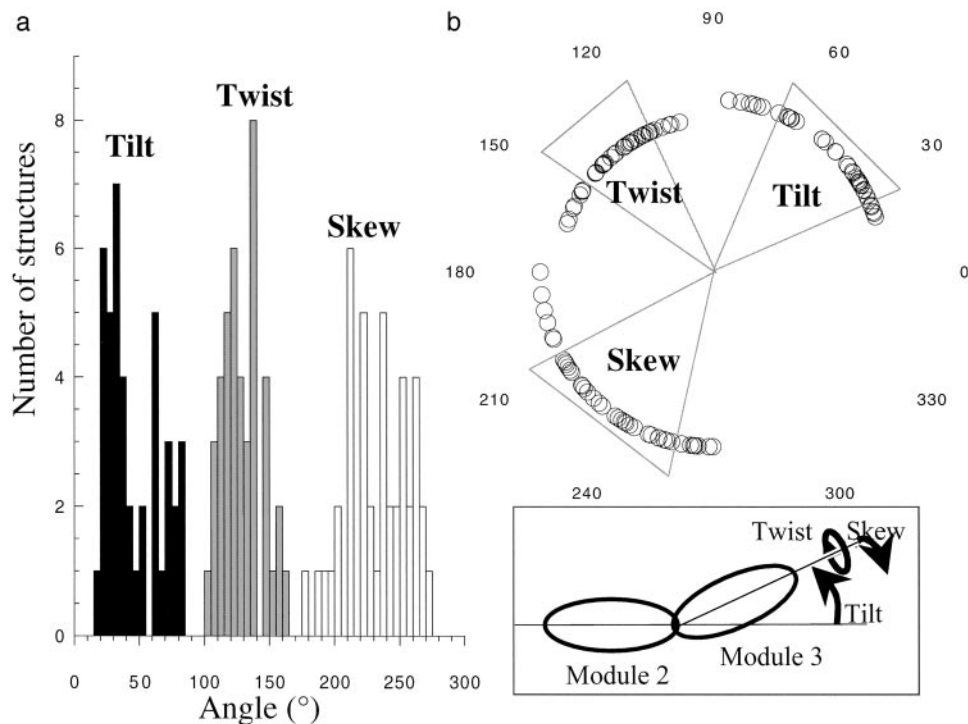 a
Number of structures
8
6
4
2
0
Tilt
Twist
Skew
0 50 100 150 200 250 300
Angle (°)
b
90
120
60
150
30
Twist
Tilt
180
0
Skew
210
330
240
300
Twist
Skew
Tilt
Module 2
Module 3